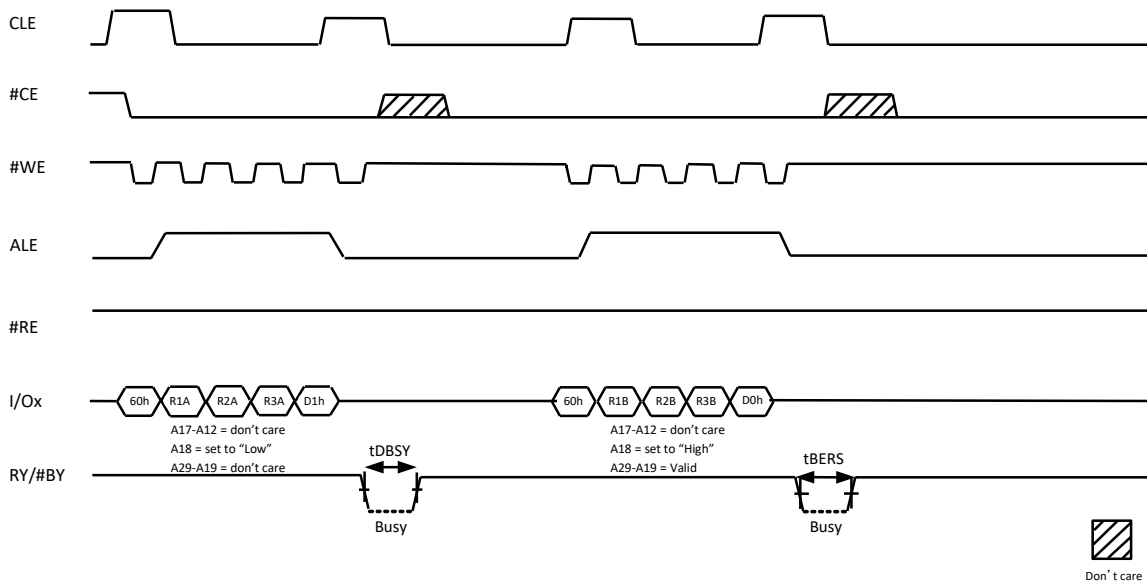 CLE
#CE
#WE
ALE
#RE
I/Ox
60h R1A R2A R3A D1h
60h R1B R2B R3B D0h
A17-A12 = don't care
A18 = set to “Low”
A29-A19 = don't care
A17-A12 = don't care
A18 = set to “High”
A29-A19 = Valid
RY/#BY
tDBSY
Busy
tBERS
Busy
Don’t care